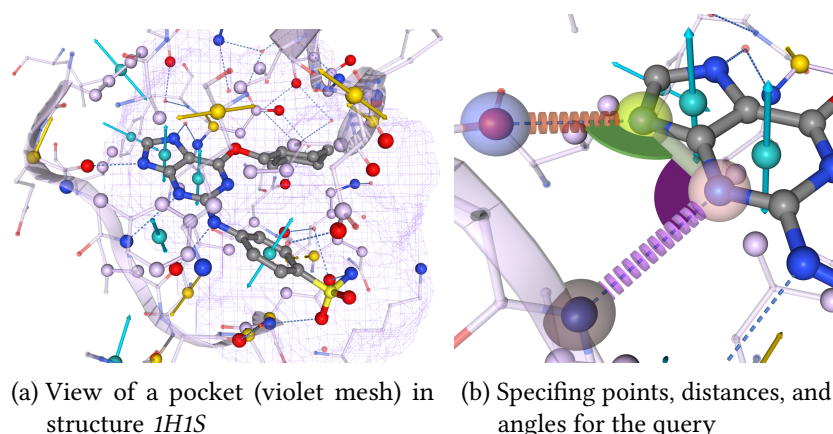 (a) View of a pocket (violet mesh) in
structure 1H1S
(b) Specifing points, distances, and
angles for the query